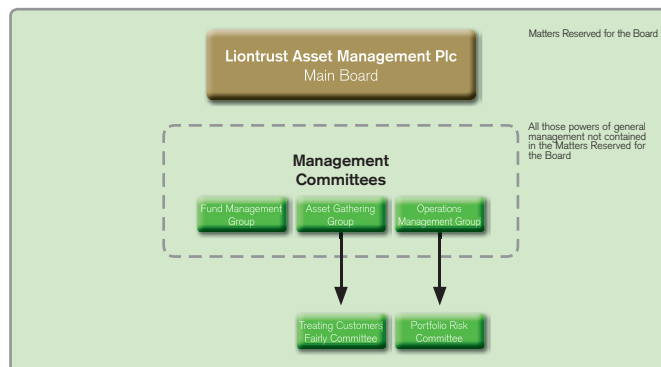 Matters Reserved for the Board
Liontrust Asset Management Plc
Main Board
All those powers of general
management not contained
in the Matters Reserved for
the Board
Management
Committees
Fund Management
Group
Asset Gathering
Group
Operations
Management Group
Treating Customers
Fairly Committee
Portfolio Risk
Committee